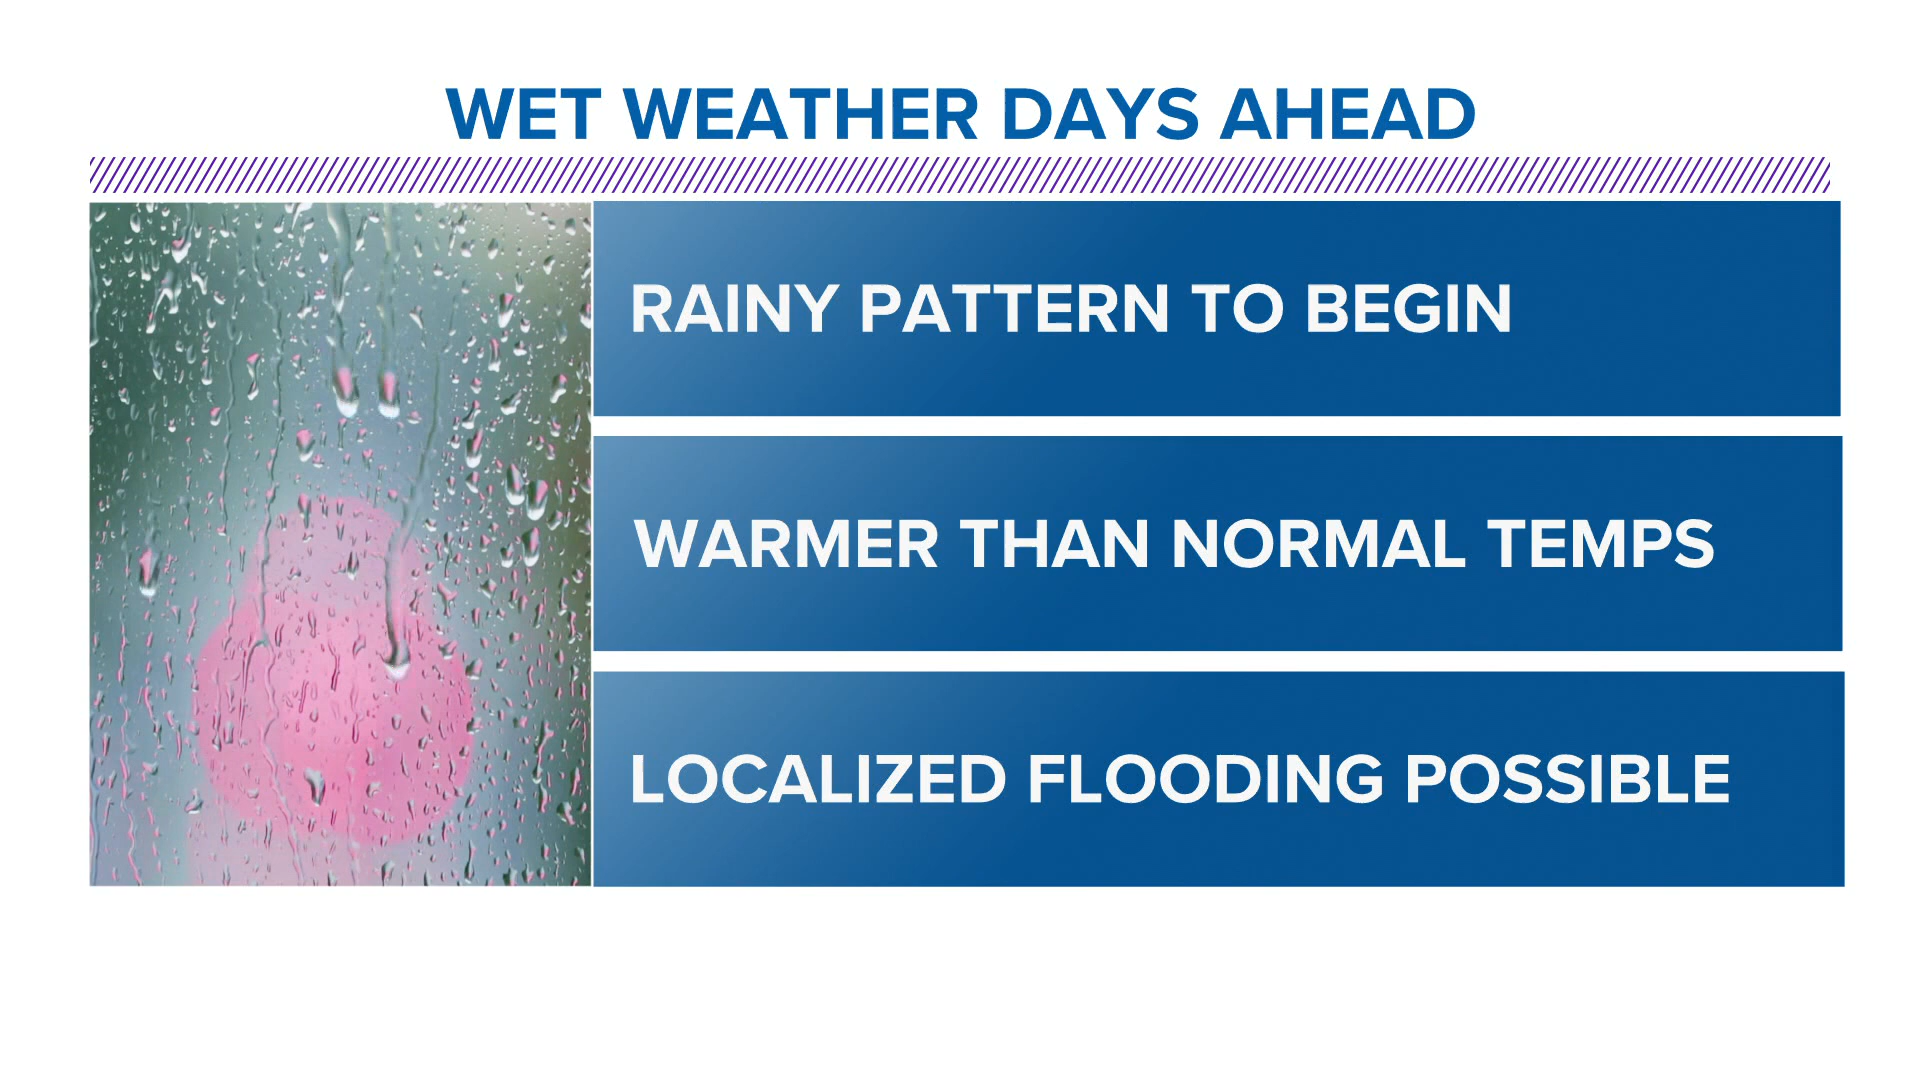 WET WEATHER DAYS AHEAD
RAINY PATTERN TO BEGIN
WARMER THAN NORMAL TEMPS
LOCALIZED FLOODING POSSIBLE